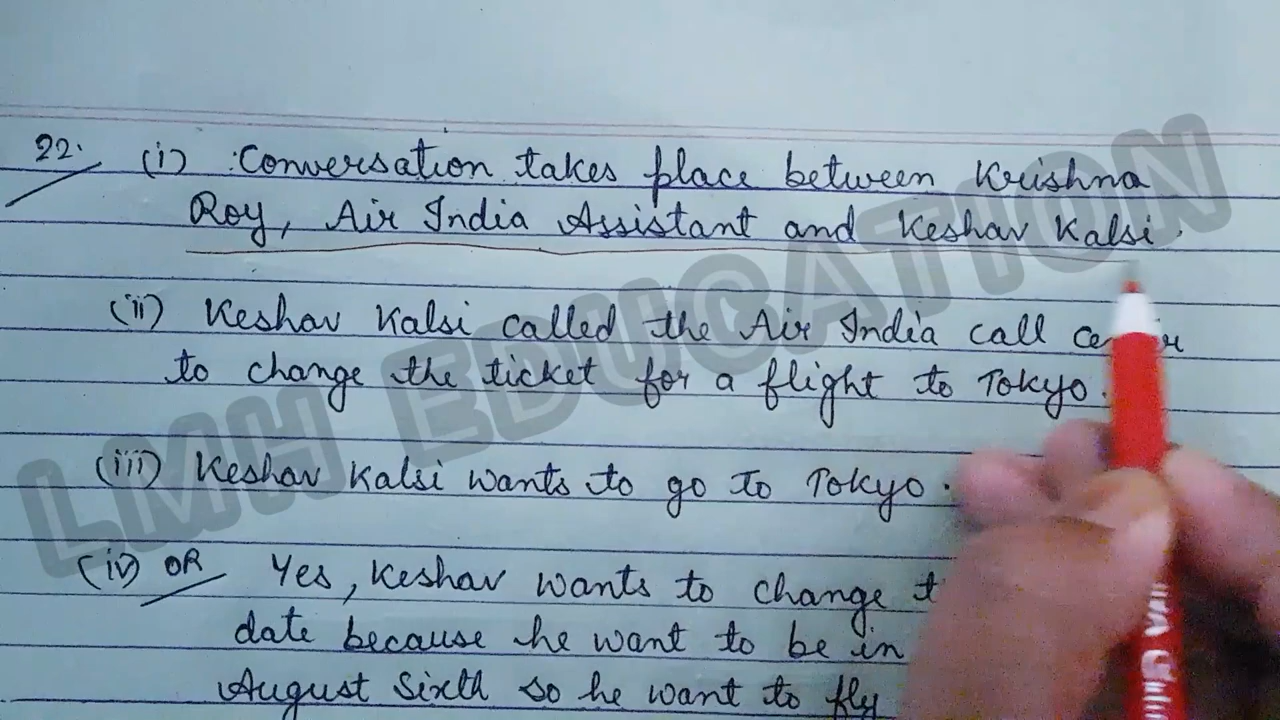 22. (i) Conversation takes place between Krishna
Roy, Air India Assistant and Keshav Kalsi.
(ii) Keshav Kalsi called the Air India call
to change the ticket for a flight to Tokyo.
(iii) Keshav Kalsi wants to go to Tokyo.
(iv) OR Yes, Keshav wants to change
date because he want to be in
August Sixth so he want to fly
LMH EDUCATION